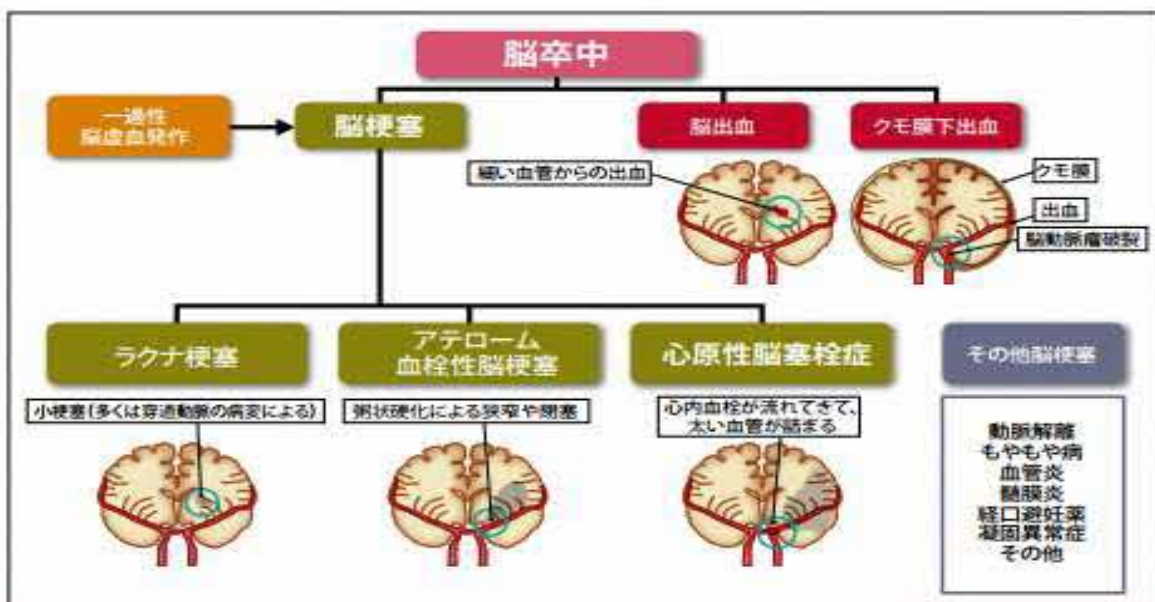 脳卒中
一過性
脳虚血発作
脳梗塞
脳出血
クモ膜下出血
細い血管からの出血
クモ膜
出血
脳動脈瘤破裂
ラクナ梗塞
アテローム
血栓性脳梗塞
心原性脳塞栓症
その他脳梗塞
小梗塞(多くは穿通動脈の病変による)
粥状硬化による狭窄や閉塞
心内血栓が流れてきて、
太い血管が詰まる
動脈解離
もやもや病
血管炎
髄膜炎
経口避妊薬
凝固異常症
その他